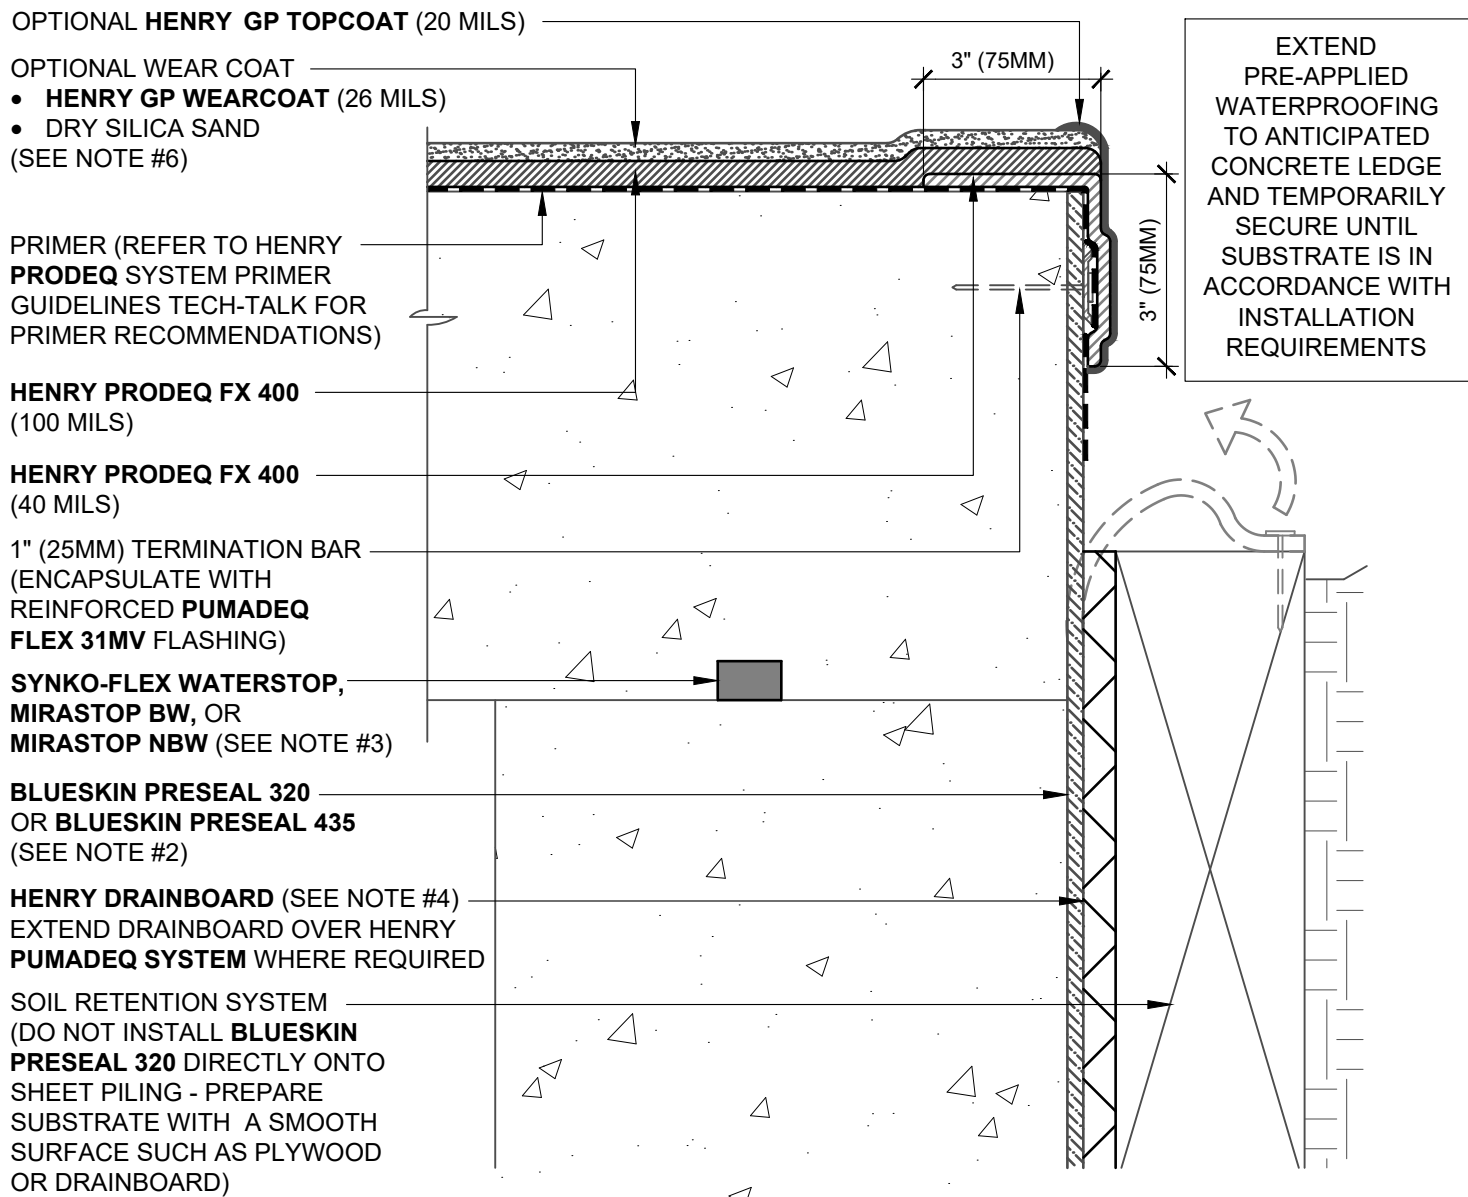 OPTIONAL HENRY GP TOPCOAT (20 MILS)
OPTIONAL WEAR COAT
• HENRY GP WEARCOAT (26 MILS)
• DRY SILICA SAND
(SEE NOTE #6)
PRIMER (REFER TO HENRY
PRODEQ SYSTEM PRIMER
GUIDELINES TECH-TALK FOR
PRIMER RECOMMENDATIONS)
HENRY PRODEQ FX 400
(100 MILS)
HENRY PRODEQ FX 400
(40 MILS)
1" (25MM) TERMINATION BAR
(ENCAPSULATE WITH
REINFORCED PUMADEQ
FLEX 31MV FLASHING)
SYNKO-FLEX WATERSTOP,
MIRASTOP BW, OR
MIRASTOP NBW (SEE NOTE #3)
BLUESKIN PRESEAL 320
OR BLUESKIN PRESEAL 435
(SEE NOTE #2)
HENRY DRAINBOARD (SEE NOTE #4)
EXTEND DRAINBOARD OVER HENRY
PUMADEQ SYSTEM WHERE REQUIRED
SOIL RETENTION SYSTEM
(DO NOT INSTALL BLUESKIN
PRESEAL 320 DIRECTLY ONTO
SHEET PILING - PREPARE
SUBSTRATE WITH A SMOOTH
SURFACE SUCH AS PLYWOOD
OR DRAINBOARD)
3" (75MM)
3" (75MM)
EXTEND
PRE-APPLIED
WATERPROOFING
TO ANTICIPATED
CONCRETE LEDGE
AND TEMPORARILY
SECURE UNTIL
SUBSTRATE IS IN
ACCORDANCE WITH
INSTALLATION
REQUIREMENTS